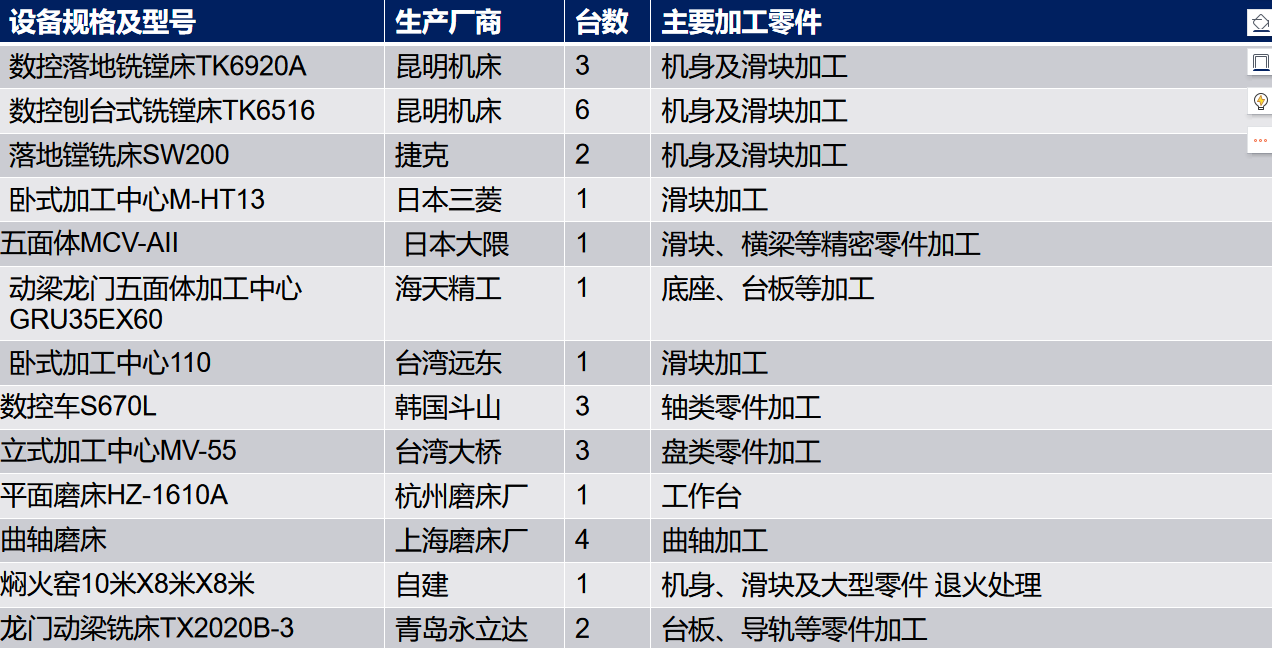 设备规格及型号 生产厂商 台数 主要加工零件
数控落地铣镗床TK6920A 昆明机床 3 机身及滑块加工
数控刨台式铣镗床TK6516 昆明机床 6 机身及滑块加工
落地镗铣床SW200 捷克 2 机身及滑块加工
卧式加工中心M-HT13 日本三菱 1 滑块加工
五面体MCV-AII 日本大隈 1 滑块、横梁等精密零件加工
动梁龙门五面体加工中心 海天精工 1 底座、台板等加工
GRU35EX60
卧式加工中心110 台湾远东 1 滑块加工
数控车S670L 韩国斗山 3 轴类零件加工
立式加工中心MV-55 台湾大桥 3 盘类零件加工
平面磨床HZ-1610A 杭州磨床厂 1 工作台
曲轴磨床 上海磨床厂 4 曲轴加工
焖火窑10米X8米X8米 自建 1 机身、滑块及大型零件 退火处理
龙门动梁铣床TX2020B-3 青岛永立达 2 台板、导轨等零件加工